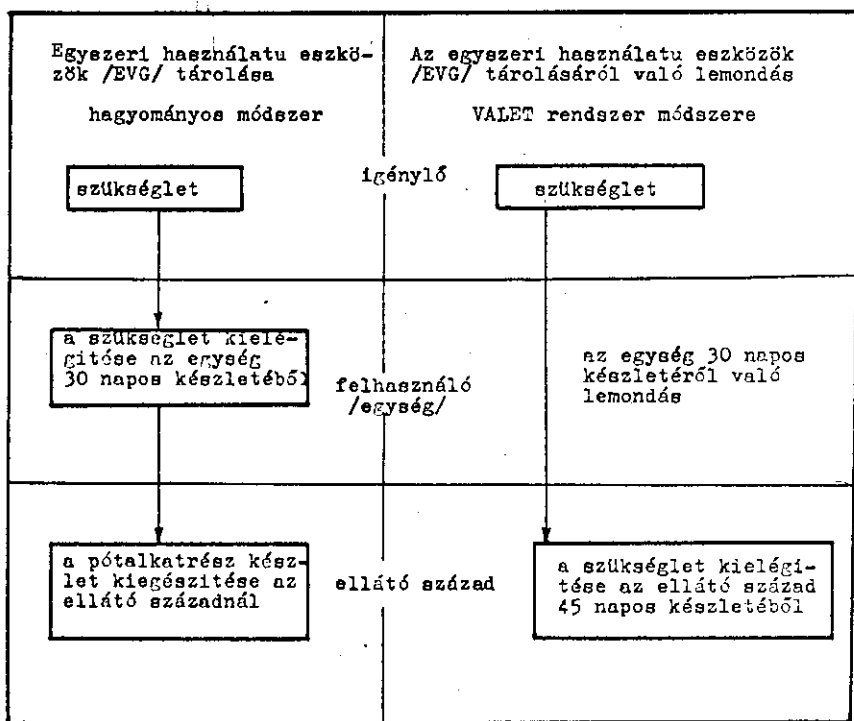 Egyszeri használatu eszkö-
zök /EVG/ tárolása
hagyományos módszer
Az egyszeri használatu eszközök
/EVG/ tárolásáról való lemondás
VALET rendszer módszere
szükséglet
igénylő
szükséglet
a szükséglet kielé-
gitése az egység
30 napos készletéből
felhasználó
/egység/
az egység 30 napos
készletéről való
lemondás
a pótalkatrész kész-
let kiegészitése az
ellátó századnál
ellátó század
a szükséglet kielégi-
tése az ellátó század
45 napos készletéből